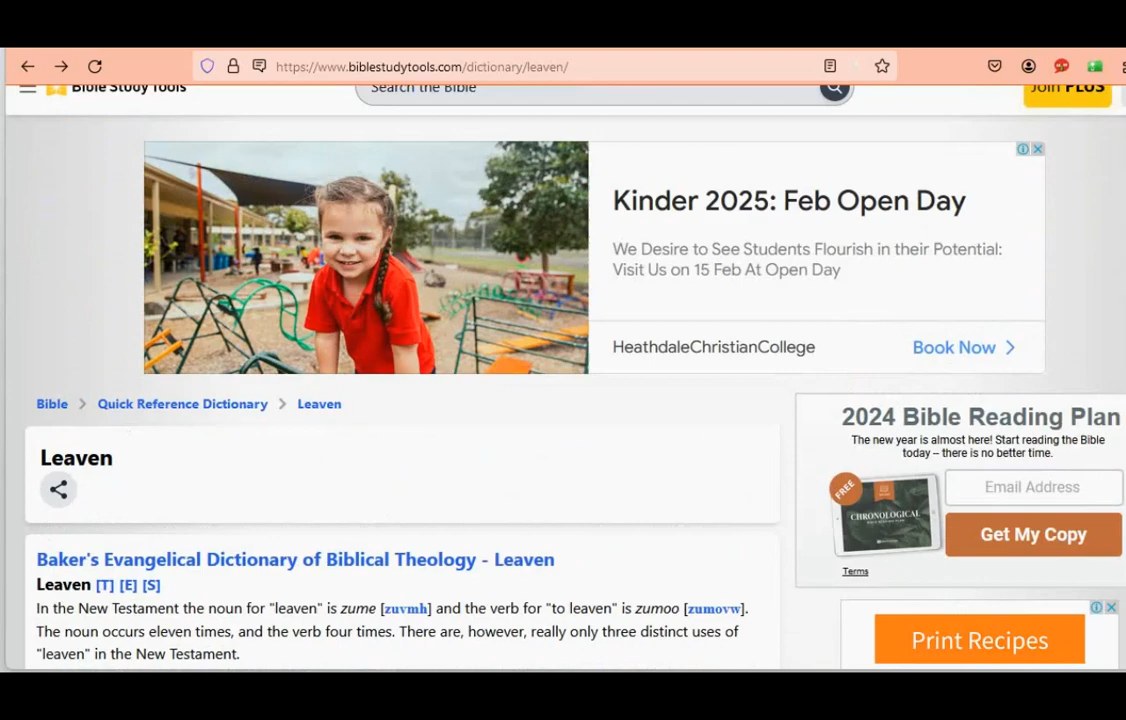 https://www.biblestudytools.com/dictionary/leaven/
Bible Study Tools
Search the Bible
Join PLUS
Kinder 2025: Feb Open Day
We Desire to See Students Flourish in their Potential:
Visit Us on 15 Feb At Open Day
HeathdaleChristianCollege
Book Now
Bible > Quick Reference Dictionary > Leaven
Leaven
Baker's Evangelical Dictionary of Biblical Theology - Leaven
Leaven [T] [E] [S]
In the New Testament the noun for "leaven" is zume [zuvmh] and the verb for "to leaven" is zumoo [zumovw].
The noun occurs eleven times, and the verb four times. There are, however, really only three distinct uses of
"leaven" in the New Testament.
2024 Bible Reading Plan
The new year is almost here! Start reading the Bible
today – there is no better time.
FREE
CHRONOLOGICAL
Email Address
Get My Copy
Terms
Print Recipes